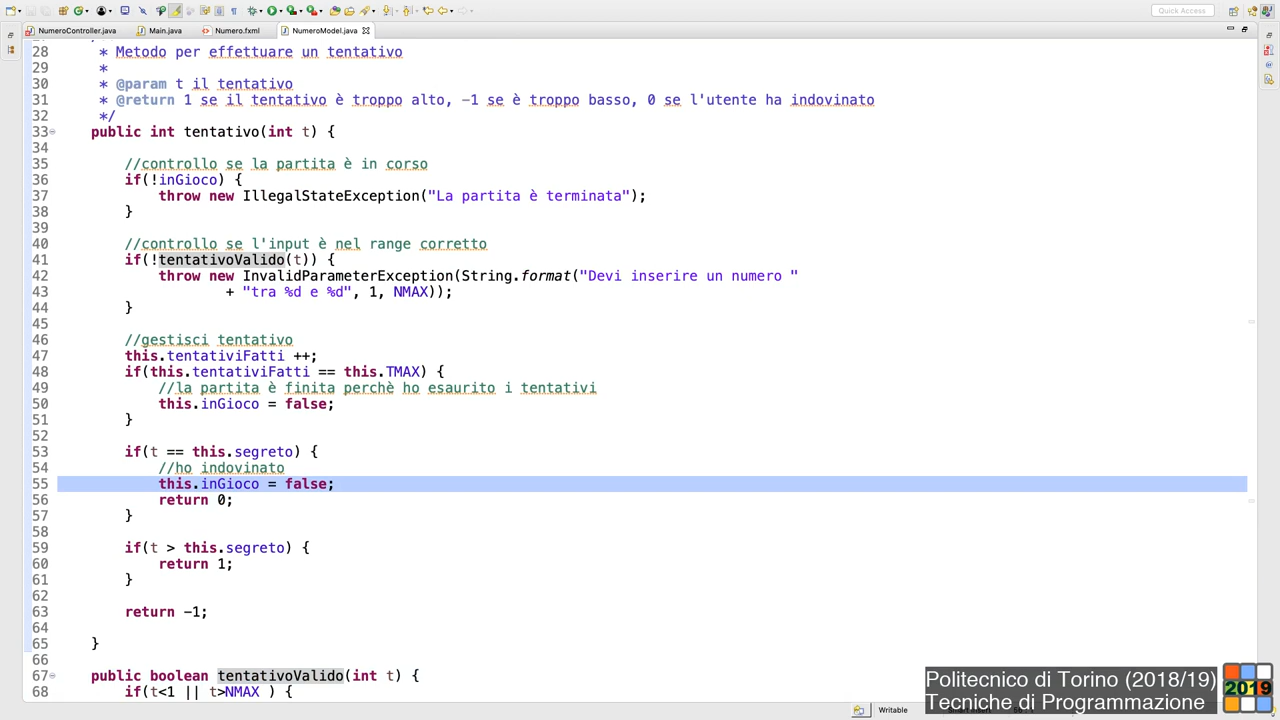 Quick Access
NumeroController.java
Main.java
Numero.fxml
NumeroModel.java
28 * Metodo per effettuare un tentativo
29 *
30 * @param t il tentativo
31 * @return 1 se il tentativo è troppo alto, -1 se è troppo basso, 0 se l'utente ha indovinato
32 */
33 public int tentativo(int t) {
34
35 //controllo se la partita è in corso
36 if(!inGioco) {
37 throw new IllegalStateException("La partita è terminata");
38 }
39
40 //controllo se l'input è nel range corretto
41 if(!tentativoValido(t)) {
42 throw new InvalidParameterException(String.format("Devi inserire un numero "
43 + "tra %d e %d", 1, NMAX));
44 }
45
46 //gestisci tentativo
47 this.tentativiFatti ++;
48 if(this.tentativiFatti == this.TMAX) {
49 //la partita è finita perchè ho esaurito i tentativi
50 this.inGioco = false;
51 }
52
53 if(t == this.segreto) {
54 //ho indovinato
55 this.inGioco = false;
56 return 0;
57 }
58
59 if(t > this.segreto) {
60 return 1;
61 }
62
63 return -1;
64
65 }
66
67 public boolean tentativoValido(int t) {
68 if(t<1 || t>NMAX ) {
Politecnico di Torino (2018/19)
Tecniche di Programmazione
2019
Writable